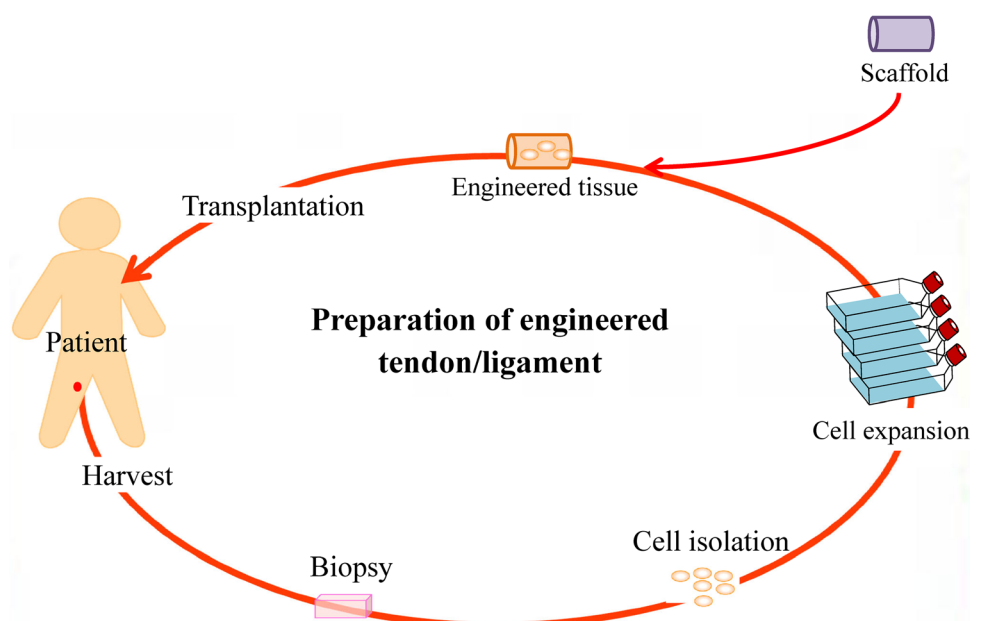 Scaffold
Engineered tissue
Transplantation
Preparation of engineered
tendon/ligament
Patient
Cell expansion
Harvest
Cell isolation
Biopsy